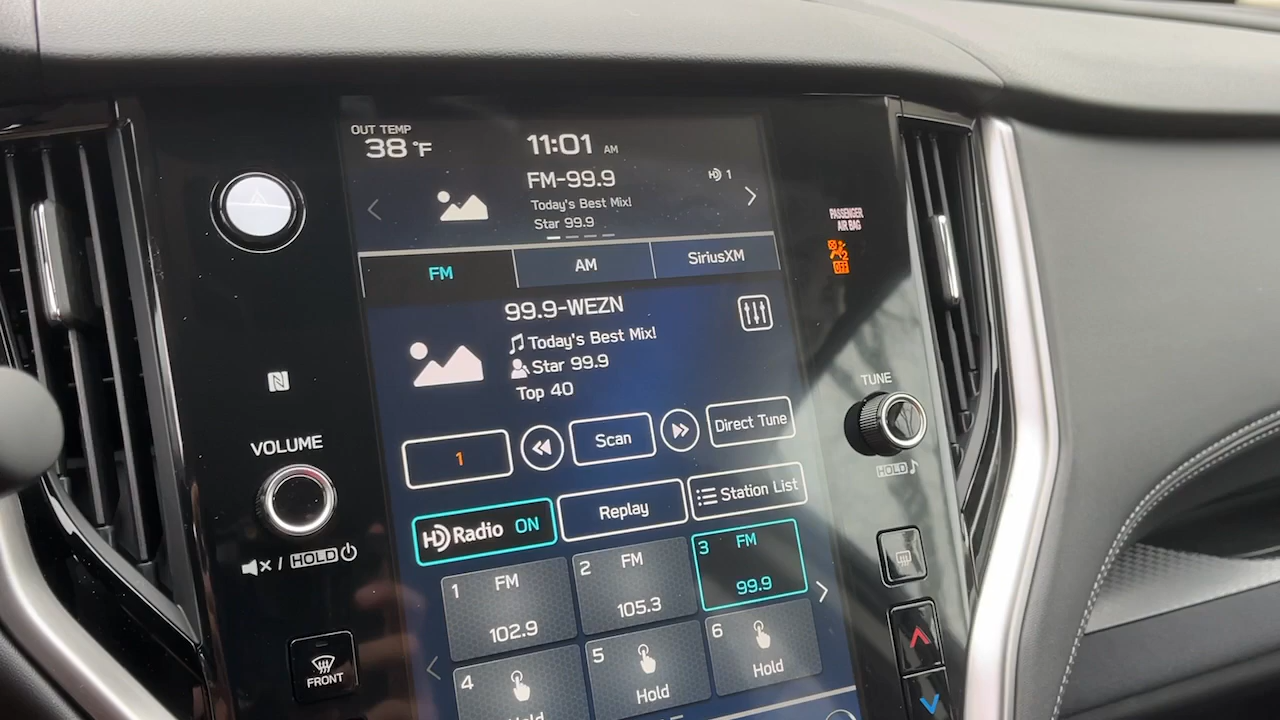 OUT TEMP
38 °F
11:01 AM
FM-99.9
HD 1
Today's Best Mix!
Star 99.9
PASSENGER
AIR BAG
2
OFF
FM
AM
SiriusXM
99.9-WEZN
Today's Best Mix!
Star 99.9
Top 40
N
TUNE
VOLUME
1
Scan
Direct Tune
HOLD
HD Radio ON
Replay
Station List
/ HOLD
1 FM
102.9
2 FM
105.3
3 FM
99.9
FRONT
4
5
Hold
6
Hold